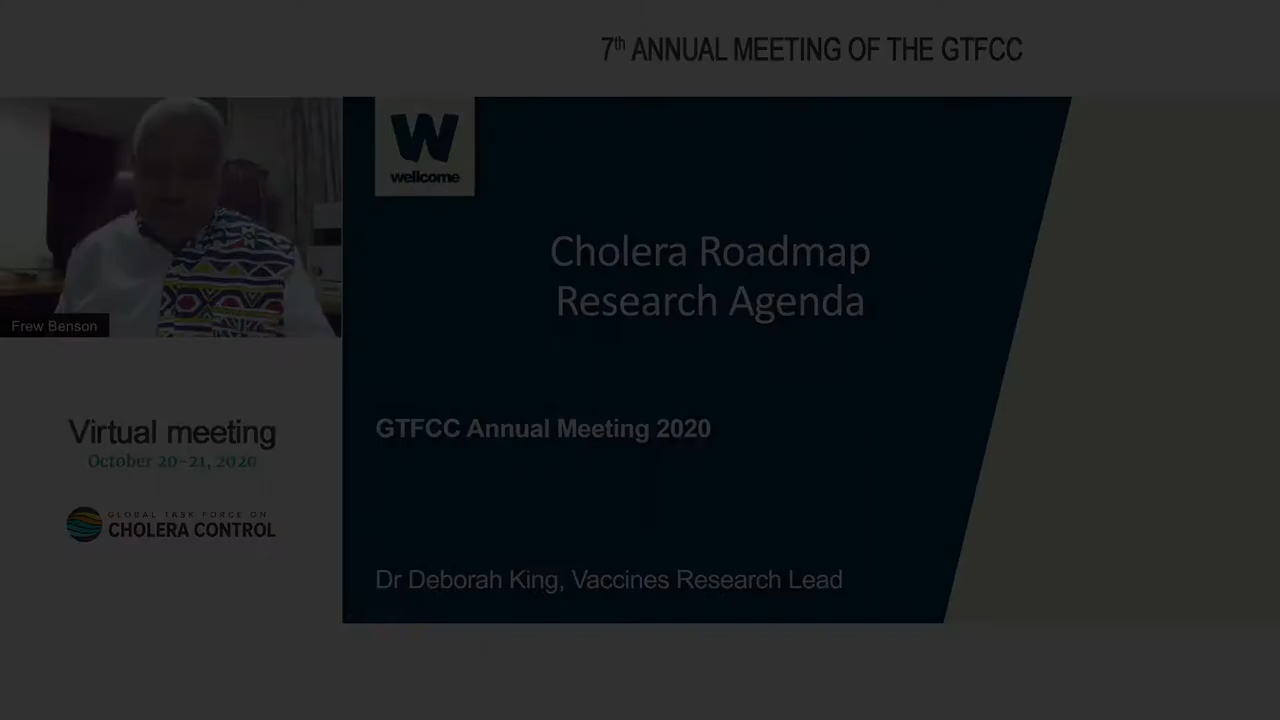 7th ANNUAL MEETING OF THE GTFCC
W
wellcome
Cholera Roadmap
Research Agenda
Frew Benson
GTFCC Annual Meeting 2020
Virtual meeting
October 20-21, 2020
GLOBAL TASK FORCE ON
CHOLERA CONTROL
Dr Deborah King, Vaccines Research Lead